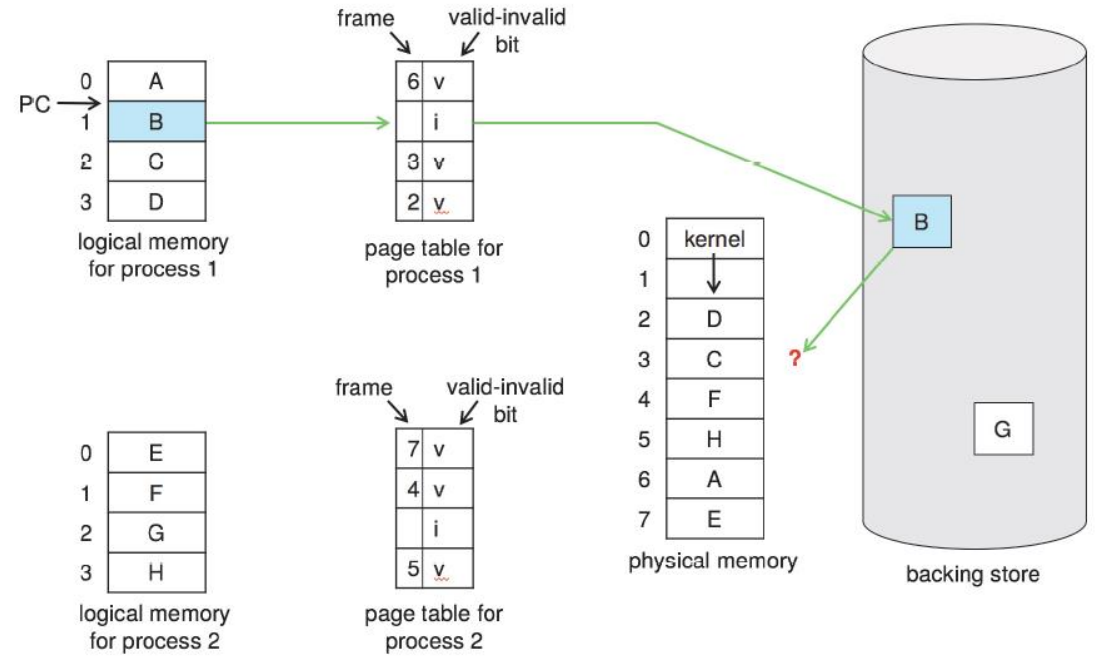 frame
valid-invalid
bit
PC
0 A
1 B
2 C
3 D
logical memory
for process 1
6 v
i
3 v
2 v
page table for
process 1
0 kernel
1
2 D
3 C
4 F
5 H
6 A
7 E
physical memory
?
B
G
backing store
frame
valid-invalid
bit
0 E
1 F
2 G
3 H
logical memory
for process 2
7 v
4 v
i
5 v
page table for
process 2